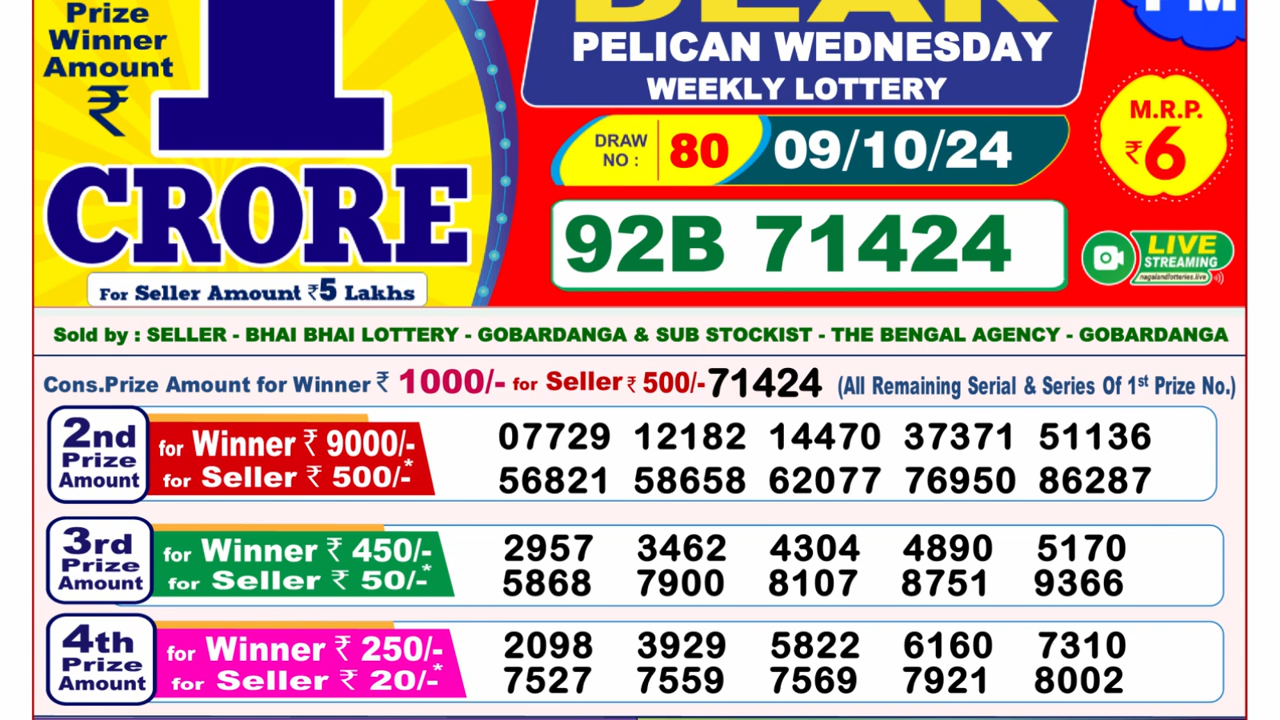 Prize
Winner
Amount
₹
1
CRORE
For Seller Amount ₹5 Lakhs
DEAR
PELICAN WEDNESDAY
WEEKLY LOTTERY
DRAW NO : 80 09/10/24
92B 71424
PM
M.R.P.
₹6
LIVE
STREAMING
nagalandlotteries.live
Sold by : SELLER - BHAI BHAI LOTTERY - GOBARDANGA & SUB STOCKIST - THE BENGAL AGENCY - GOBARDANGA
Cons.Prize Amount for Winner ₹ 1000/- for Seller ₹ 500/- 71424 (All Remaining Serial & Series Of 1st Prize No.)
2nd
Prize
Amount
for Winner ₹ 9000/-
for Seller ₹ 500/-*
07729 12182 14470 37371 51136
56821 58658 62077 76950 86287
3rd
Prize
Amount
for Winner ₹ 450/-
for Seller ₹ 50/-*
2957 3462 4304 4890 5170
5868 7900 8107 8751 9366
4th
Prize
Amount
for Winner ₹ 250/-
for Seller ₹ 20/-*
2098 3929 5822 6160 7310
7527 7559 7569 7921 8002